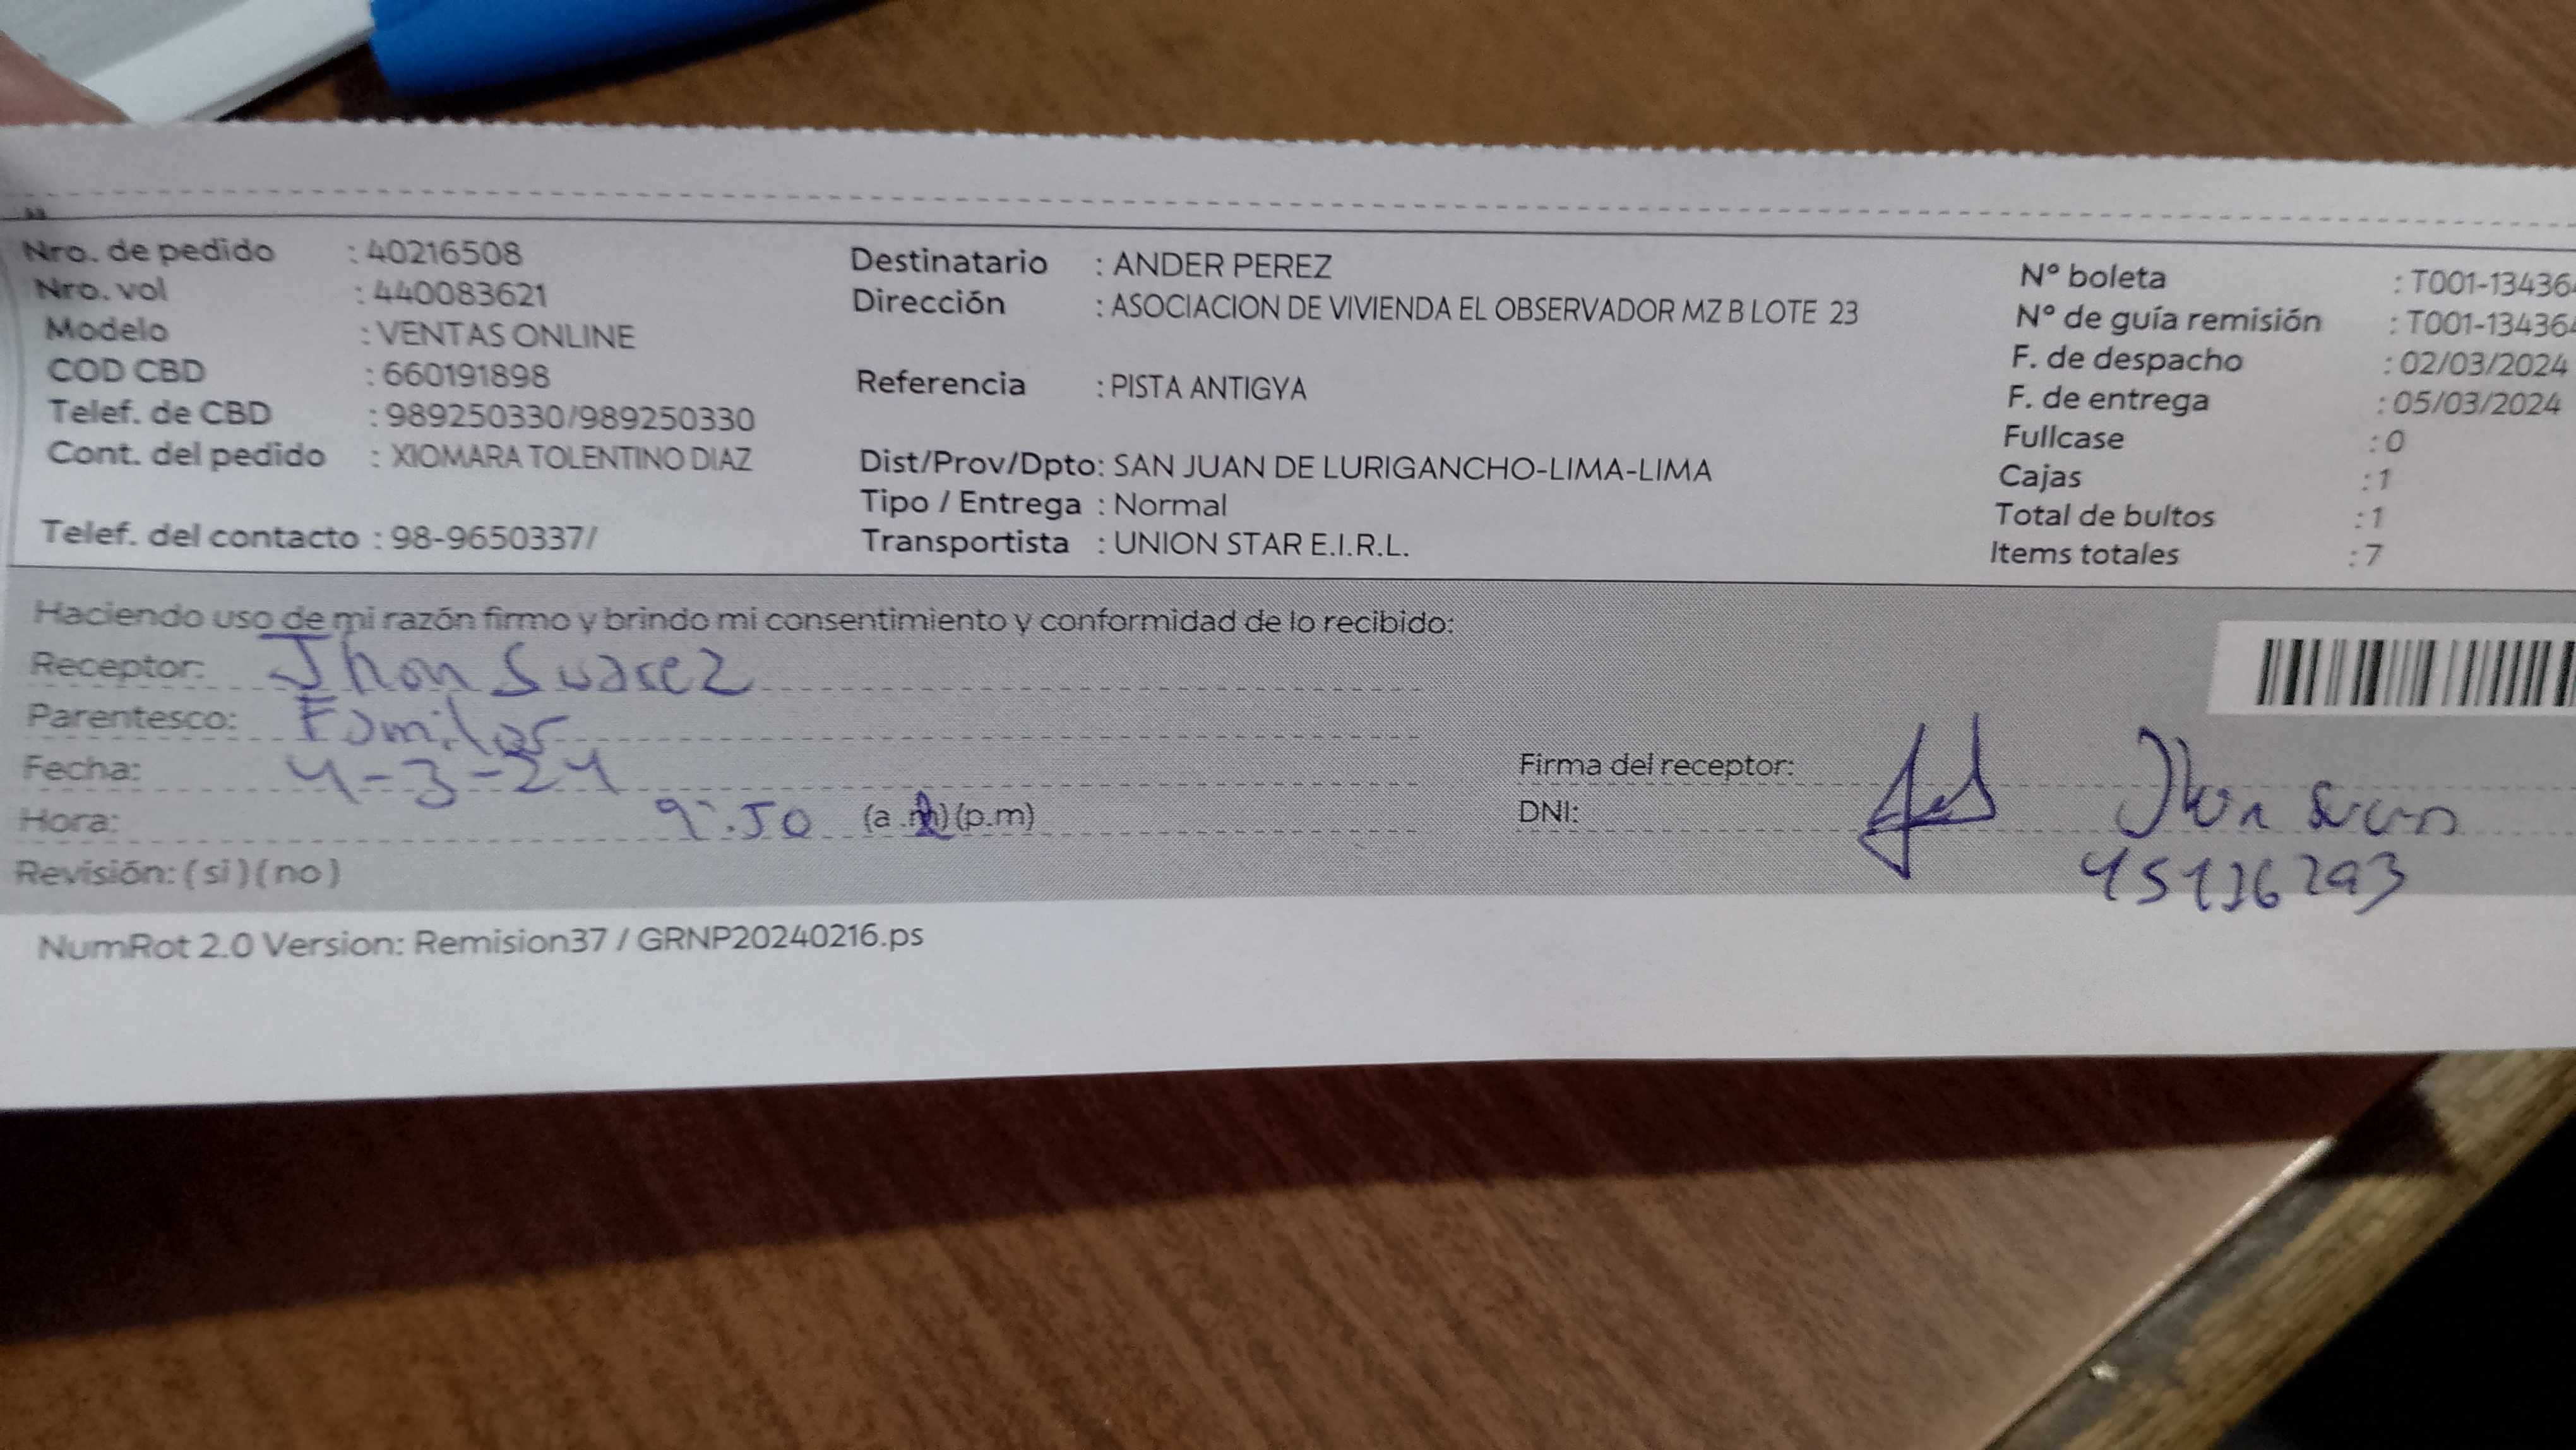 Nro. de pedido : 40216508
Nro. vol : 440083621
Modelo : VENTAS ONLINE
COD CBD : 660191898
Telef. de CBD : 989250330/989250330
Cont. del pedido : XIOMARA TOLENTINO DIAZ
Telef. del contacto : 98-9650337/
Destinatario : ANDER PEREZ
Dirección : ASOCIACION DE VIVIENDA EL OBSERVADOR MZ B LOTE 23
Referencia : PISTA ANTIGYA
Dist/Prov/Dpto: SAN JUAN DE LURIGANCHO-LIMA-LIMA
Tipo / Entrega : Normal
Transportista : UNION STAR E.I.R.L.
N° boleta : T001-13436
N° de guía remisión : T001-13436
F. de despacho : 02/03/2024
F. de entrega : 05/03/2024
Fullcase : 0
Cajas : 1
Total de bultos : 1
Items totales : 7
Haciendo uso de mi razón firmo y brindo mi consentimiento y conformidad de lo recibido:
Receptor: Jhon Suarez
Parentesco: Familar
Fecha: 4-3-24
Hora: 9:50 (a.m)(p.m)
Revisión: (si)(no)
Firma del receptor: Jhon
DNI:
NumRot 2.0 Version: Remision37 / GRNP20240216.ps